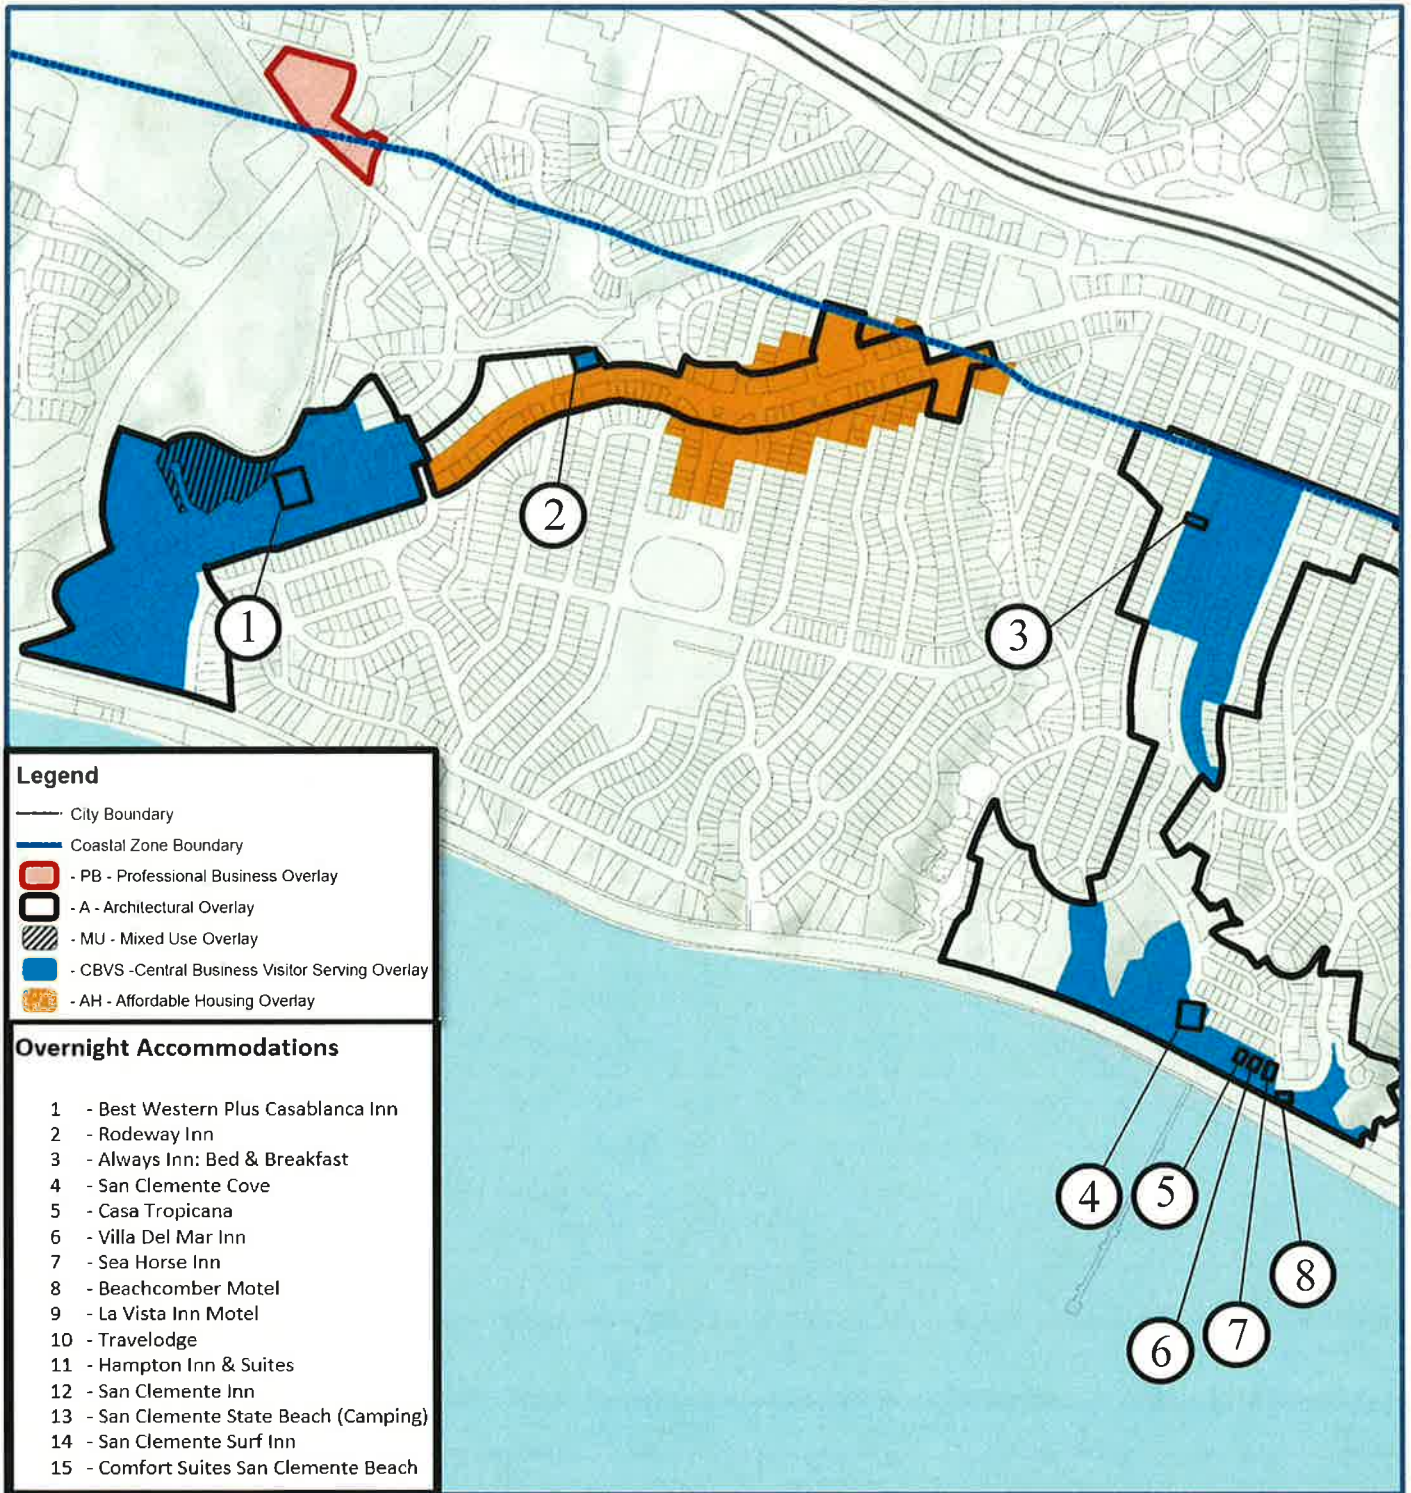 1
2
3
4
5
6
7
8
Legend
City Boundary
Coastal Zone Boundary
- PB - Professional Business Overlay
- A - Architectural Overlay
- MU - Mixed Use Overlay
- CBVS -Central Business Visitor Serving Overlay
- AH - Affordable Housing Overlay
Overnight Accommodations
1 - Best Western Plus Casablanca Inn
2 - Rodeway Inn
3 - Always Inn: Bed & Breakfast
4 - San Clemente Cove
5 - Casa Tropicana
6 - Villa Del Mar Inn
7 - Sea Horse Inn
8 - Beachcomber Motel
9 - La Vista Inn Motel
10 - Travelodge
11 - Hampton Inn & Suites
12 - San Clemente Inn
13 - San Clemente State Beach (Camping)
14 - San Clemente Surf Inn
15 - Comfort Suites San Clemente Beach